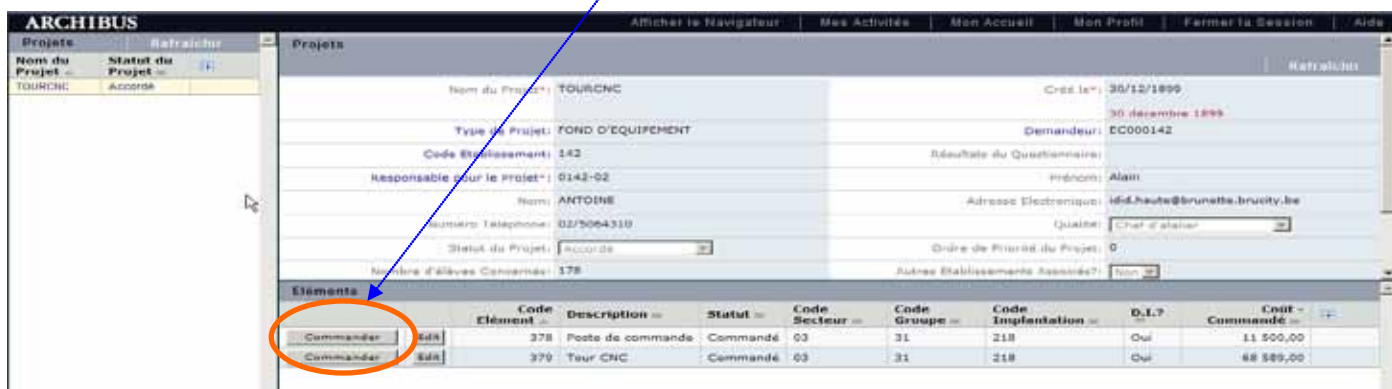 ARCHIBUS Afficher le Navigateur | Mes Activités | Mon Accueil | Mon Profil | Fermer la Session | Aide
Projets Rafraîchir
Nom du Projet Statut du Projet
TOURCNC Accordé
Projets
Rafraîchir
Nom du Projet*: TOURCNC Créé le*: 30/12/1899
30 décembre 1899
Type de Projet: FOND D'EQUIPEMENT Demandeur: EC000142
Code Etablissement: 142 Résultats du Questionnaire:
Responsable pour le Projet*: 0142-02 Prénom: Alain
Nom: ANTOINE Adresse Electronique: idid.haute@brunette.brucity.be
Numéro Téléphone: 02/5064310 Qualité: Chef d'atelier
Statut du Projet: Accordé Ordre de Priorité du Projet: 0
Nombre d'élèves Concernés: 178 Autres Etablissements Associés?: Non
Eléments
Code Elément Description Statut Code Secteur Code Groupe Code Implantation D.I.? Coût - Commandé
Commander Edit 378 Poste de commande Commandé 03 31 218 Oui 11 500,00
Commander Edit 379 Tour CNC Commandé 03 31 218 Oui 68 589,00